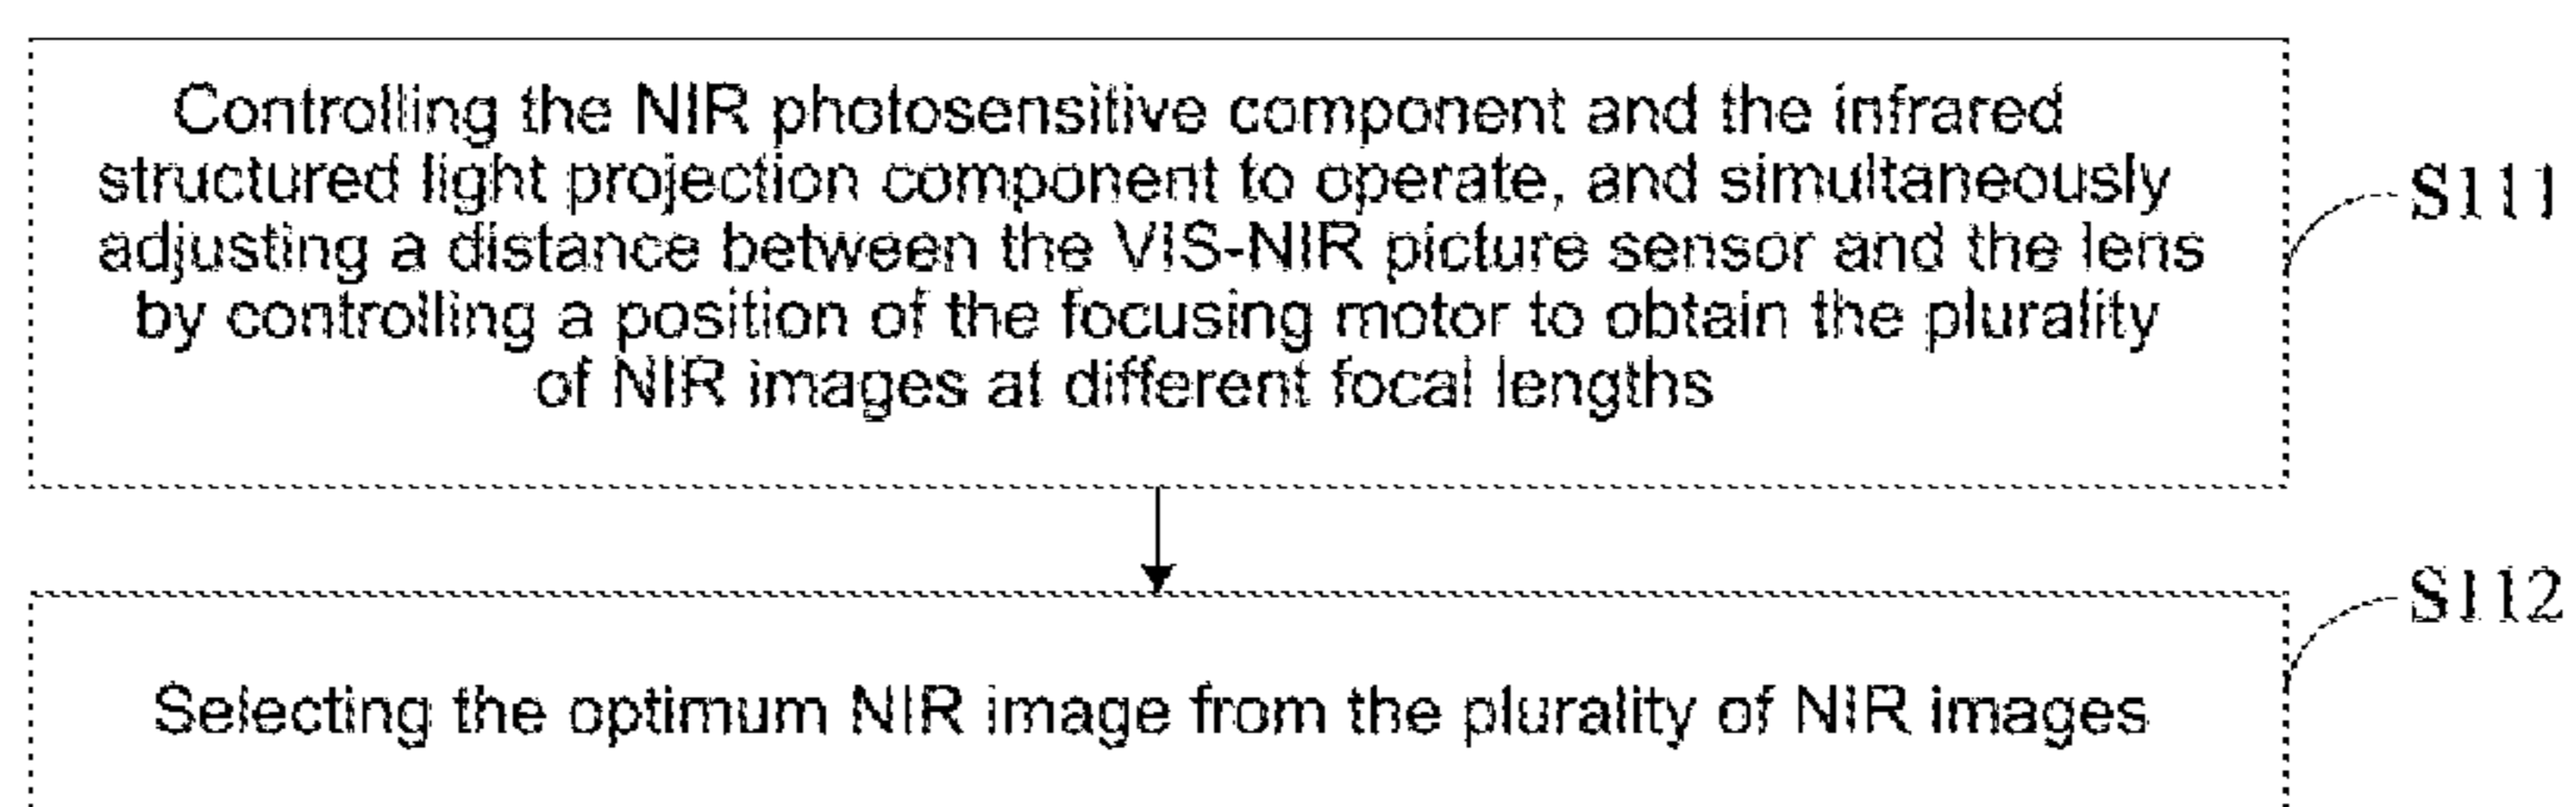 Controlling the NIR photosensitive component and the infrared
structured light projection component to operate, and simultaneously
adjusting a distance between the VIS-NIR picture sensor and the lens
by controlling a position of the focusing motor to obtain the plurality
of NIR images at different focal lengths
S111
S112
Selecting the optimum NIR image from the plurality of NIR images